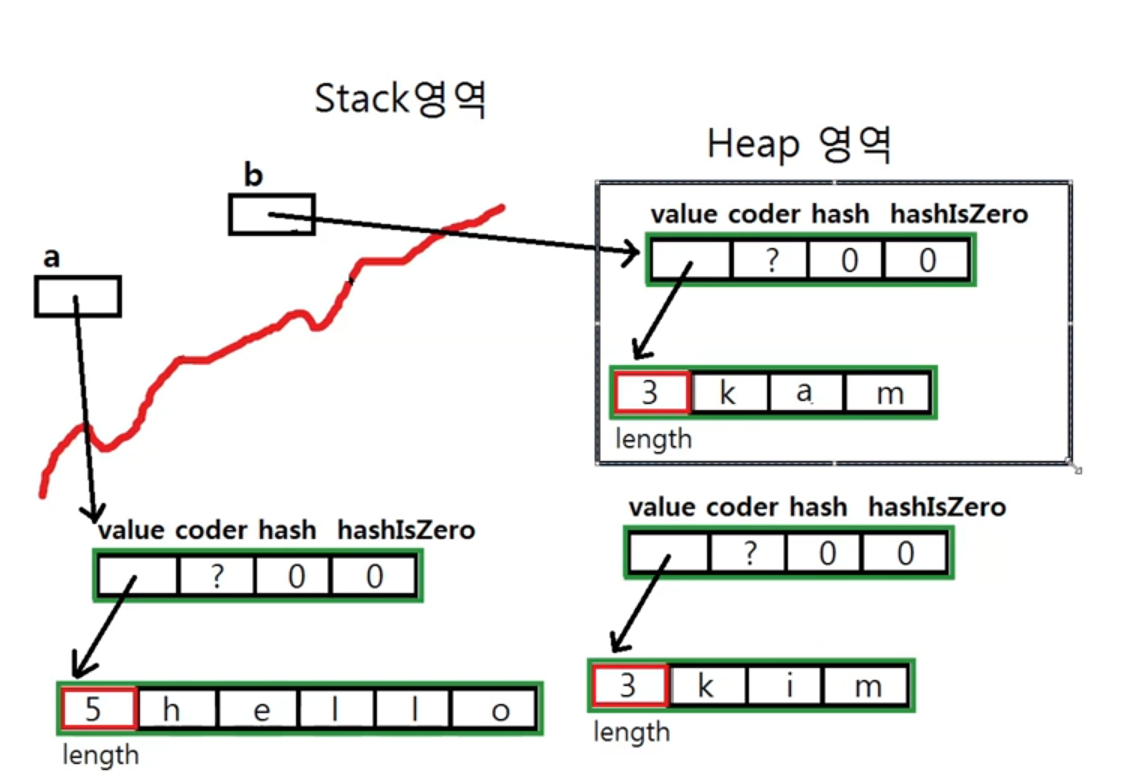 Stack영역
Heap 영역
b
value coder hash hashIsZero
? 0 0
a
3 k a m
length
value coder hash hashIsZero
? 0 0
value coder hash hashIsZero
? 0 0
3 k i m
length
5 h e l l o
length